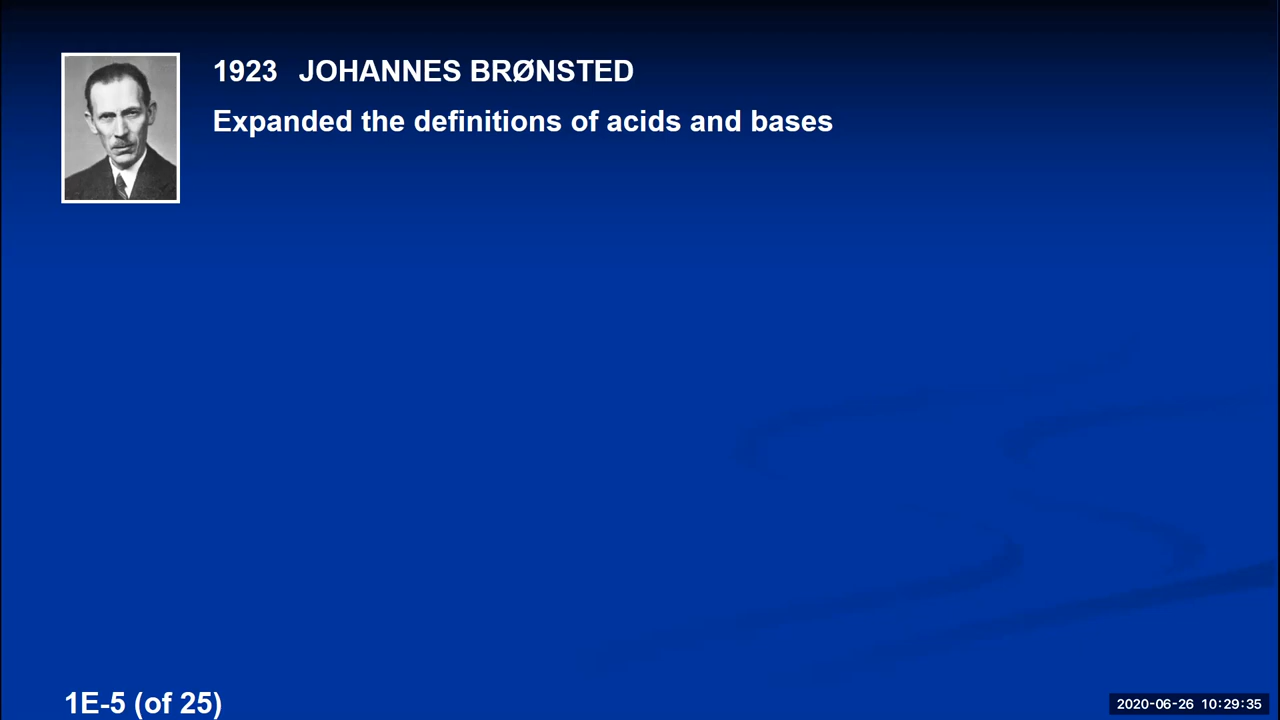 1923 JOHANNES BRØNSTED
Expanded the definitions of acids and bases
1E-5 (of 25)
2020-06-26 10:29:35